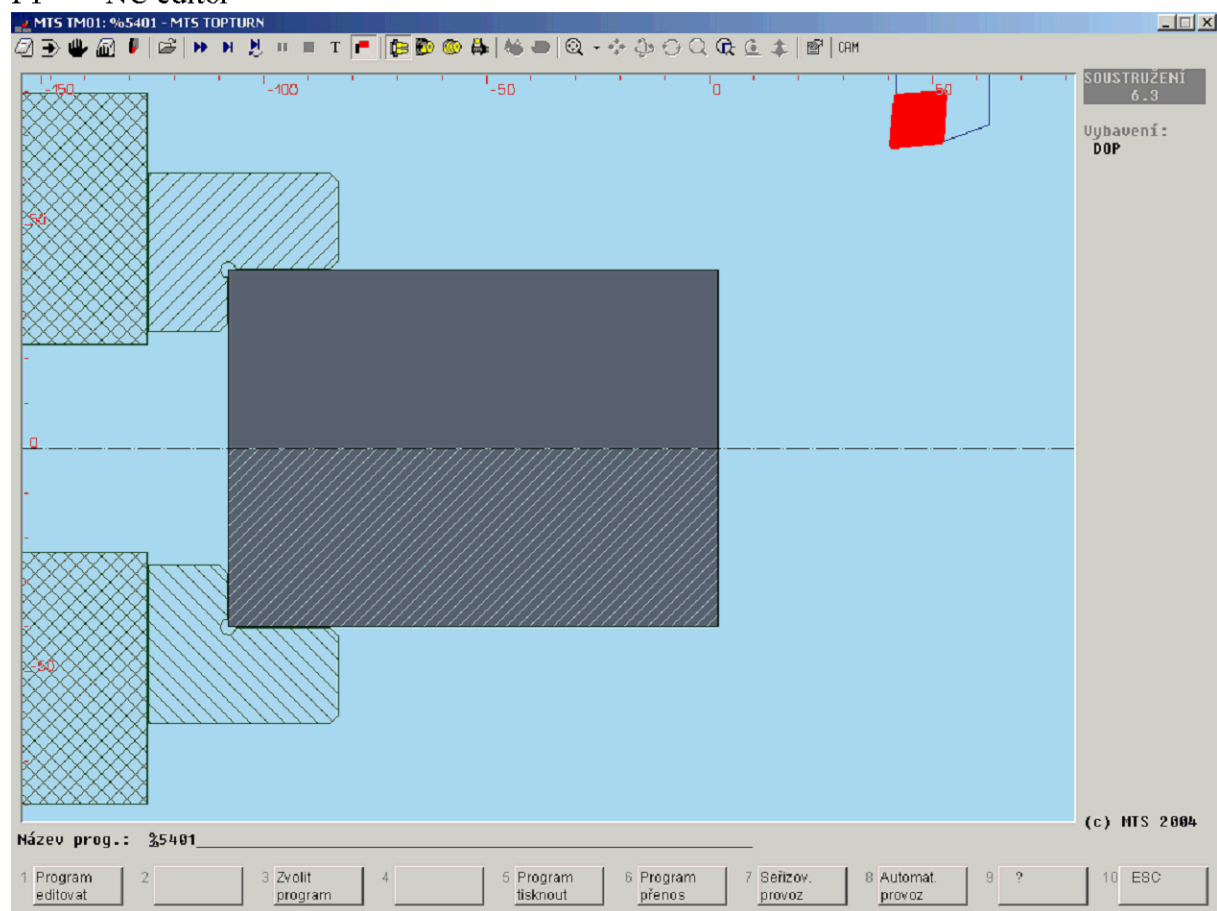 MTS TM01: %5401 - MTS TOPTURN
T
CAM
-150 -100 -50 0 50
50
0
-50
SOUSTRUŽENÍ
6.3
Vybavení:
DOP
(c) MTS 2004
Název prog.: %5401
1 Program editovat
2
3 Zvolit program
4
5 Program tisknout
6 Program přenos
7 Seřizov. provoz
8 Automat. provoz
9 ?
10 ESC